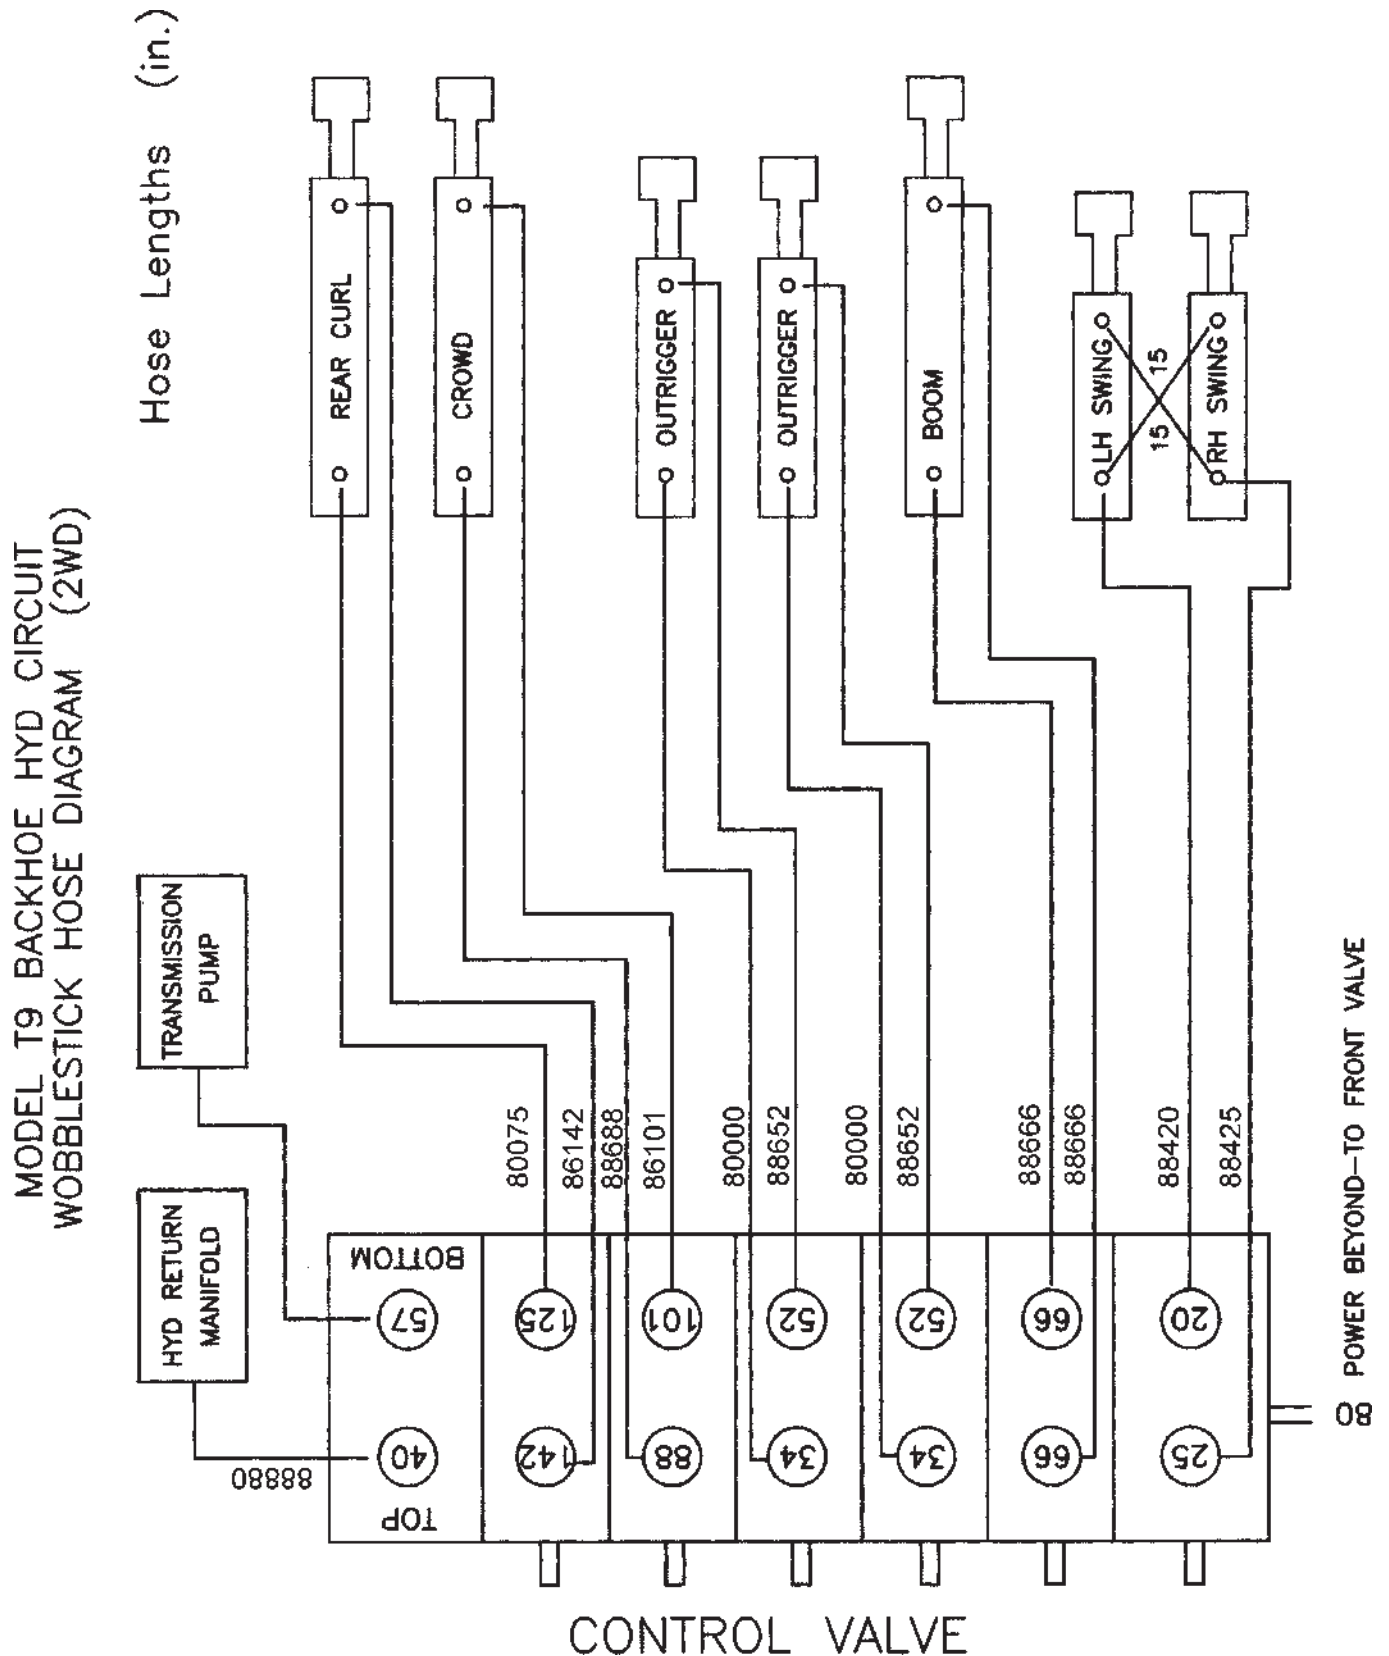 MODEL T9 BACKHOE HYD CIRCUIT
WOBBLESTICK HOSE DIAGRAM (2WD)
Hose Lengths (in.)
TRANSMISSION
PUMP
HYD RETURN
MANIFOLD
REAR CURL
CROWD
OUTRIGGER
OUTRIGGER
BOOM
LH SWING
RH SWING
15
15
80075
86142
88688
86101
80000
88652
80000
88652
88666
88666
88420
88425
88880
BOTTOM
57
125
101
52
52
66
20
TOP
40
142
88
34
34
66
25
80
POWER BEYOND-TO FRONT VALVE
CONTROL VALVE